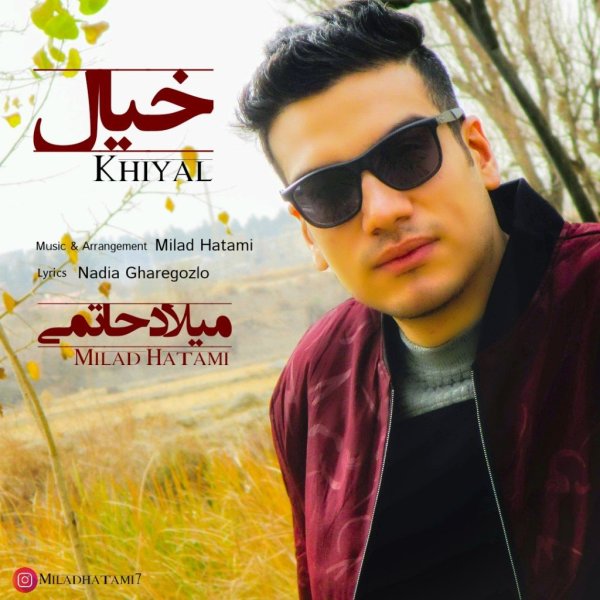 خیال
KHIYAL
Music & Arrangement Milad Hatami
Lyrics Nadia Gharegozlo
میلاد حاتمی
MILAD HATAMI
MILADHATAMI7